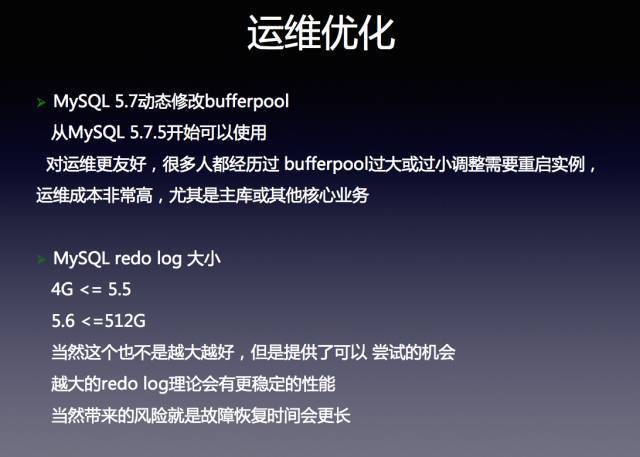 运维优化
MySQL 5.7动态修改bufferpool
从MySQL 5.7.5开始可以使用
对运维更友好，很多人都经历过 bufferpool过大或过小调整需要重启实例，
运维成本非常高，尤其是主库或其他核心业务
MySQL redo log 大小
4G <= 5.5
5.6 <=512G
当然这个也不是越大越好，但是提供了可以 尝试的机会
越大的redo log理论会有更稳定的性能
当然带来的风险就是故障恢复时间会更长